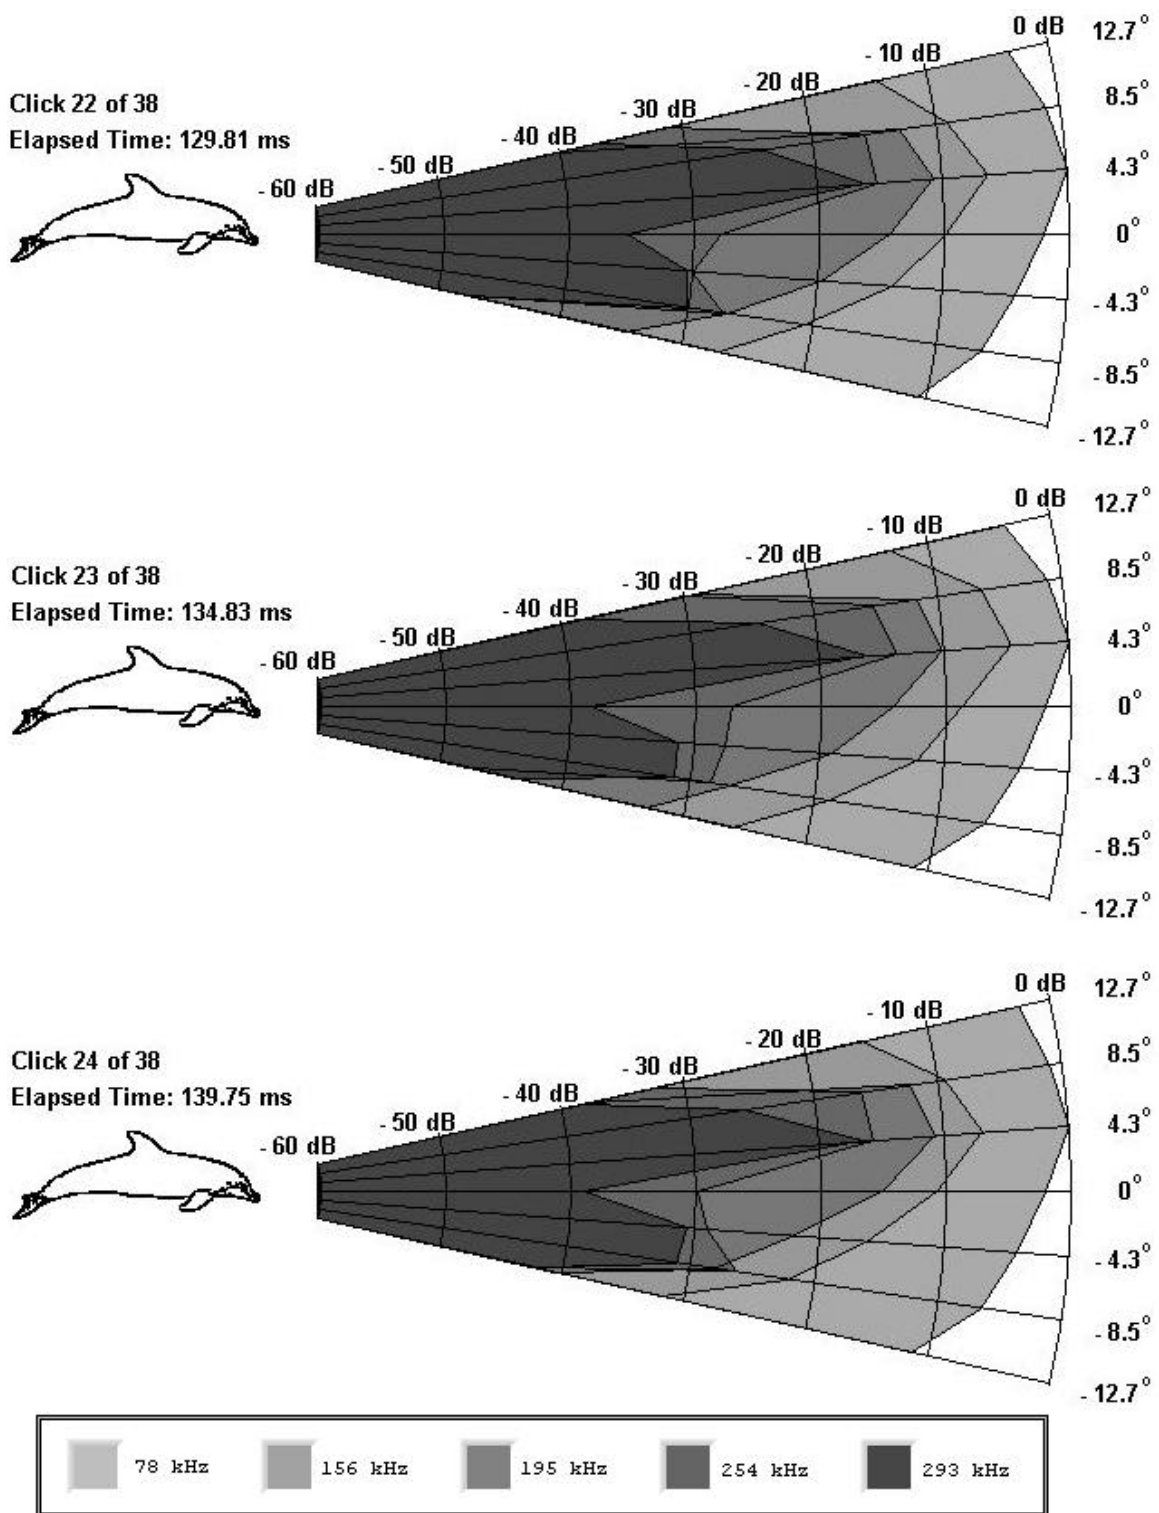 Click 22 of 38
Elapsed Time: 129.81 ms
- 60 dB
- 50 dB
- 40 dB
- 30 dB
- 20 dB
- 10 dB
0 dB
12.7°
8.5°
4.3°
0°
- 4.3°
- 8.5°
- 12.7°
Click 23 of 38
Elapsed Time: 134.83 ms
- 60 dB
- 50 dB
- 40 dB
- 30 dB
- 20 dB
- 10 dB
0 dB
12.7°
8.5°
4.3°
0°
- 4.3°
- 8.5°
- 12.7°
Click 24 of 38
Elapsed Time: 139.75 ms
- 60 dB
- 50 dB
- 40 dB
- 30 dB
- 20 dB
- 10 dB
0 dB
12.7°
8.5°
4.3°
0°
- 4.3°
- 8.5°
- 12.7°
78 kHz 156 kHz 195 kHz 254 kHz 293 kHz